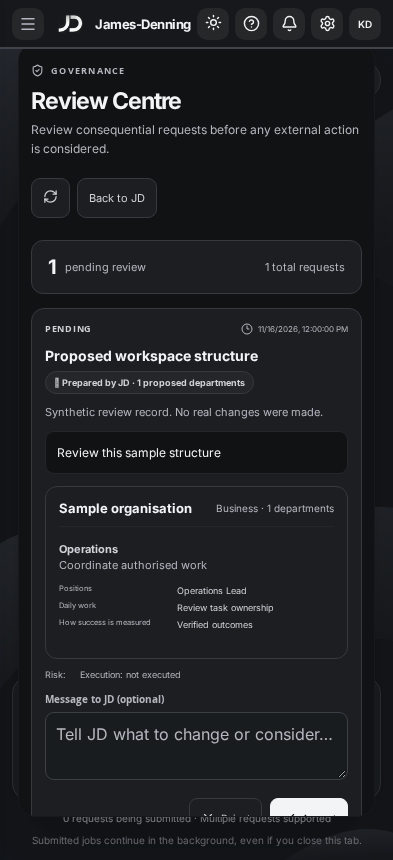 James-Denning
KD
GOVERNANCE
Review Centre
Review consequential requests before any external action
is considered.
Back to JD
1 pending review
1 total requests
PENDING
11/16/2026, 12:00:00 PM
Proposed workspace structure
Prepared by JD · 1 proposed departments
Synthetic review record. No real changes were made.
Review this sample structure
Sample organisation
Business · 1 departments
Operations
Coordinate authorised work
Positions
Operations Lead
Daily work
Review task ownership
How success is measured
Verified outcomes
Risk:
Execution: not executed
Message to JD (optional)
Tell JD what to change or consider...
0 requests being submitted · Multiple requests supported
Submitted jobs continue in the background, even if you close this tab.